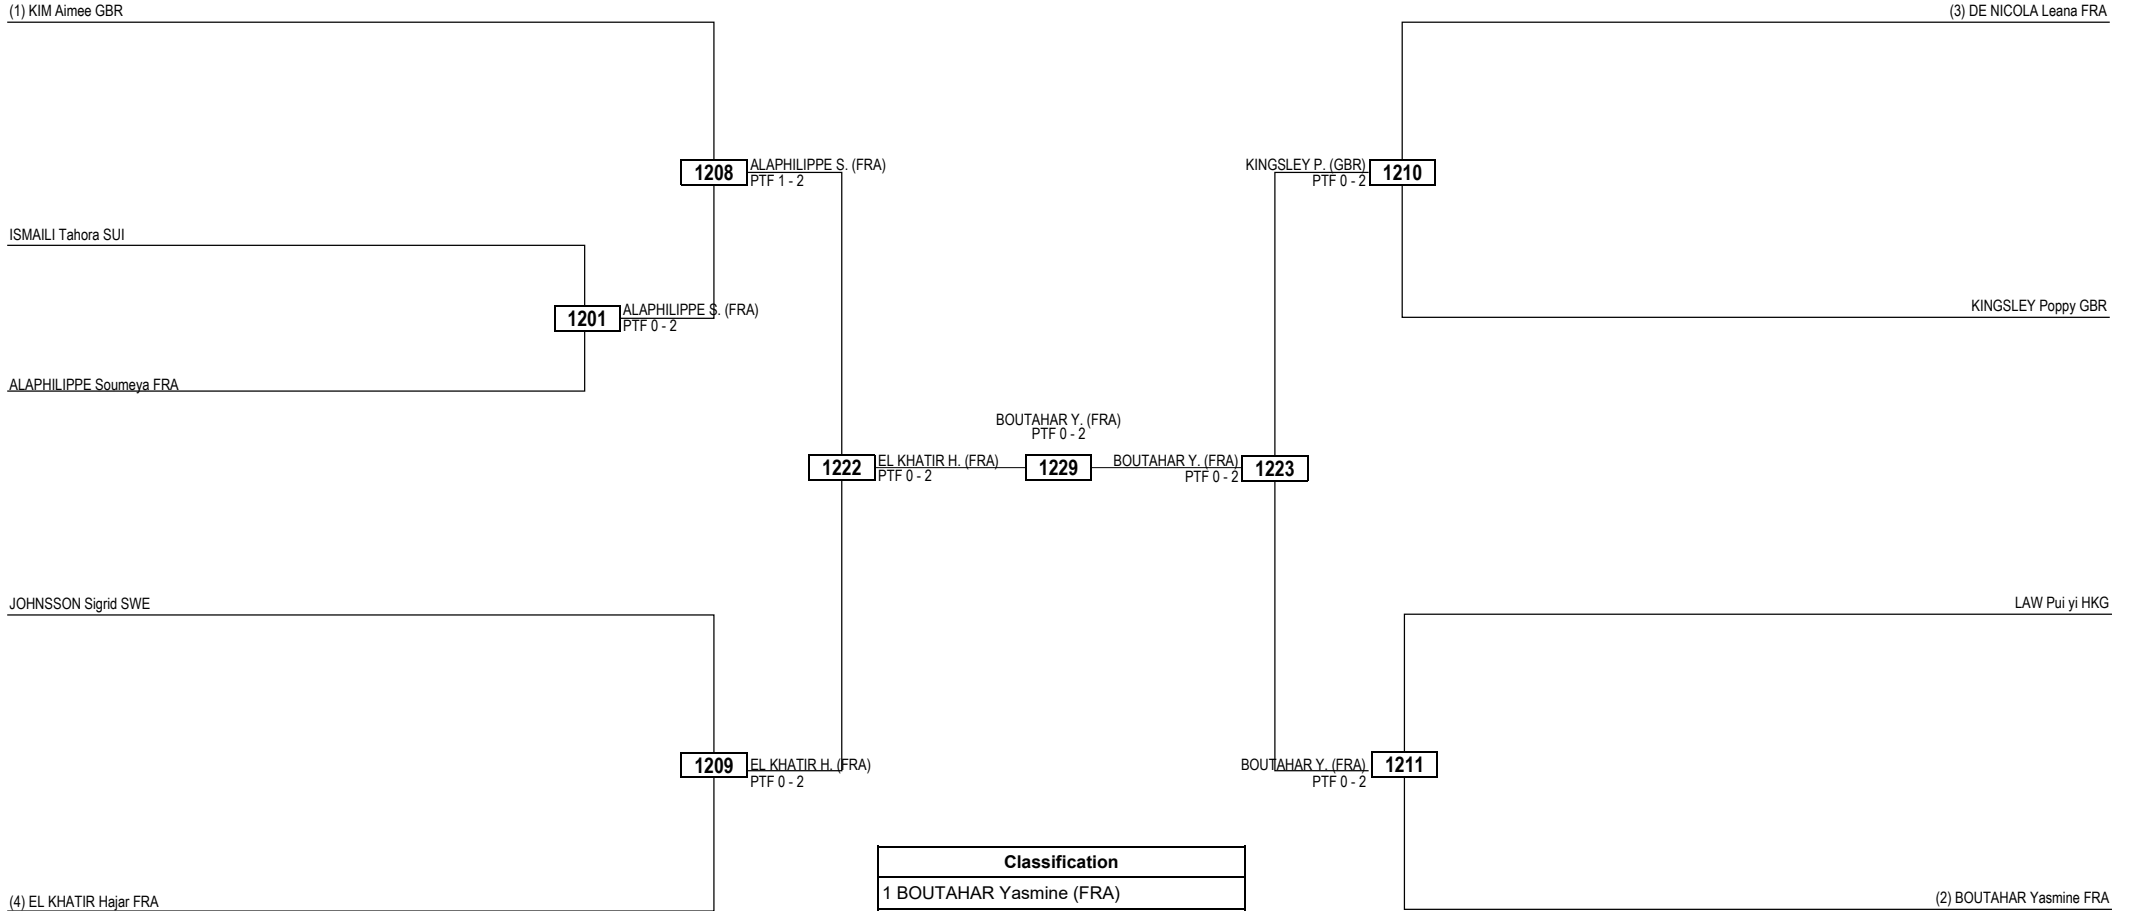 (1) KIM Aimee GBR
(3) DE NICOLA Leana FRA
1208
ALAPHILIPPE S. (FRA)
PTF 1 - 2
KINGSLEY P. (GBR)
PTF 0 - 2
1210
ISMAILI Tahora SUI
1201
ALAPHILIPPE S. (FRA)
PTF 0 - 2
KINGSLEY Poppy GBR
ALAPHILIPPE Soumeya FRA
BOUTAHAR Y. (FRA)
PTF 0 - 2
1222
EL KHATIR H. (FRA)
PTF 0 - 2
1229
BOUTAHAR Y. (FRA)
PTF 0 - 2
1223
JOHNSSON Sigrid SWE
LAW Pui yi HKG
1209
EL KHATIR H. (FRA)
PTF 0 - 2
BOUTAHAR Y. (FRA)
PTF 0 - 2
1211
Classification
1 BOUTAHAR Yasmine (FRA)
(4) EL KHATIR Hajar FRA
(2) BOUTAHAR Yasmine FRA